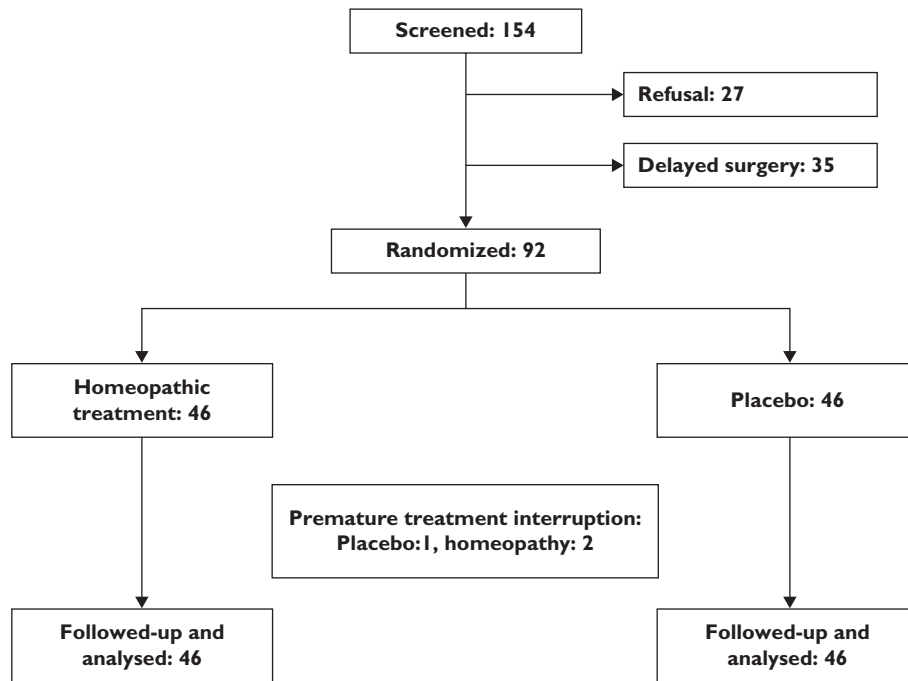 Screened: 154
Refusal: 27
Delayed surgery: 35
Randomized: 92
Homeopathic
treatment: 46
Placebo: 46
Premature treatment interruption:
Placebo:1, homeopathy: 2
Followed-up and
analysed: 46
Followed-up and
analysed: 46